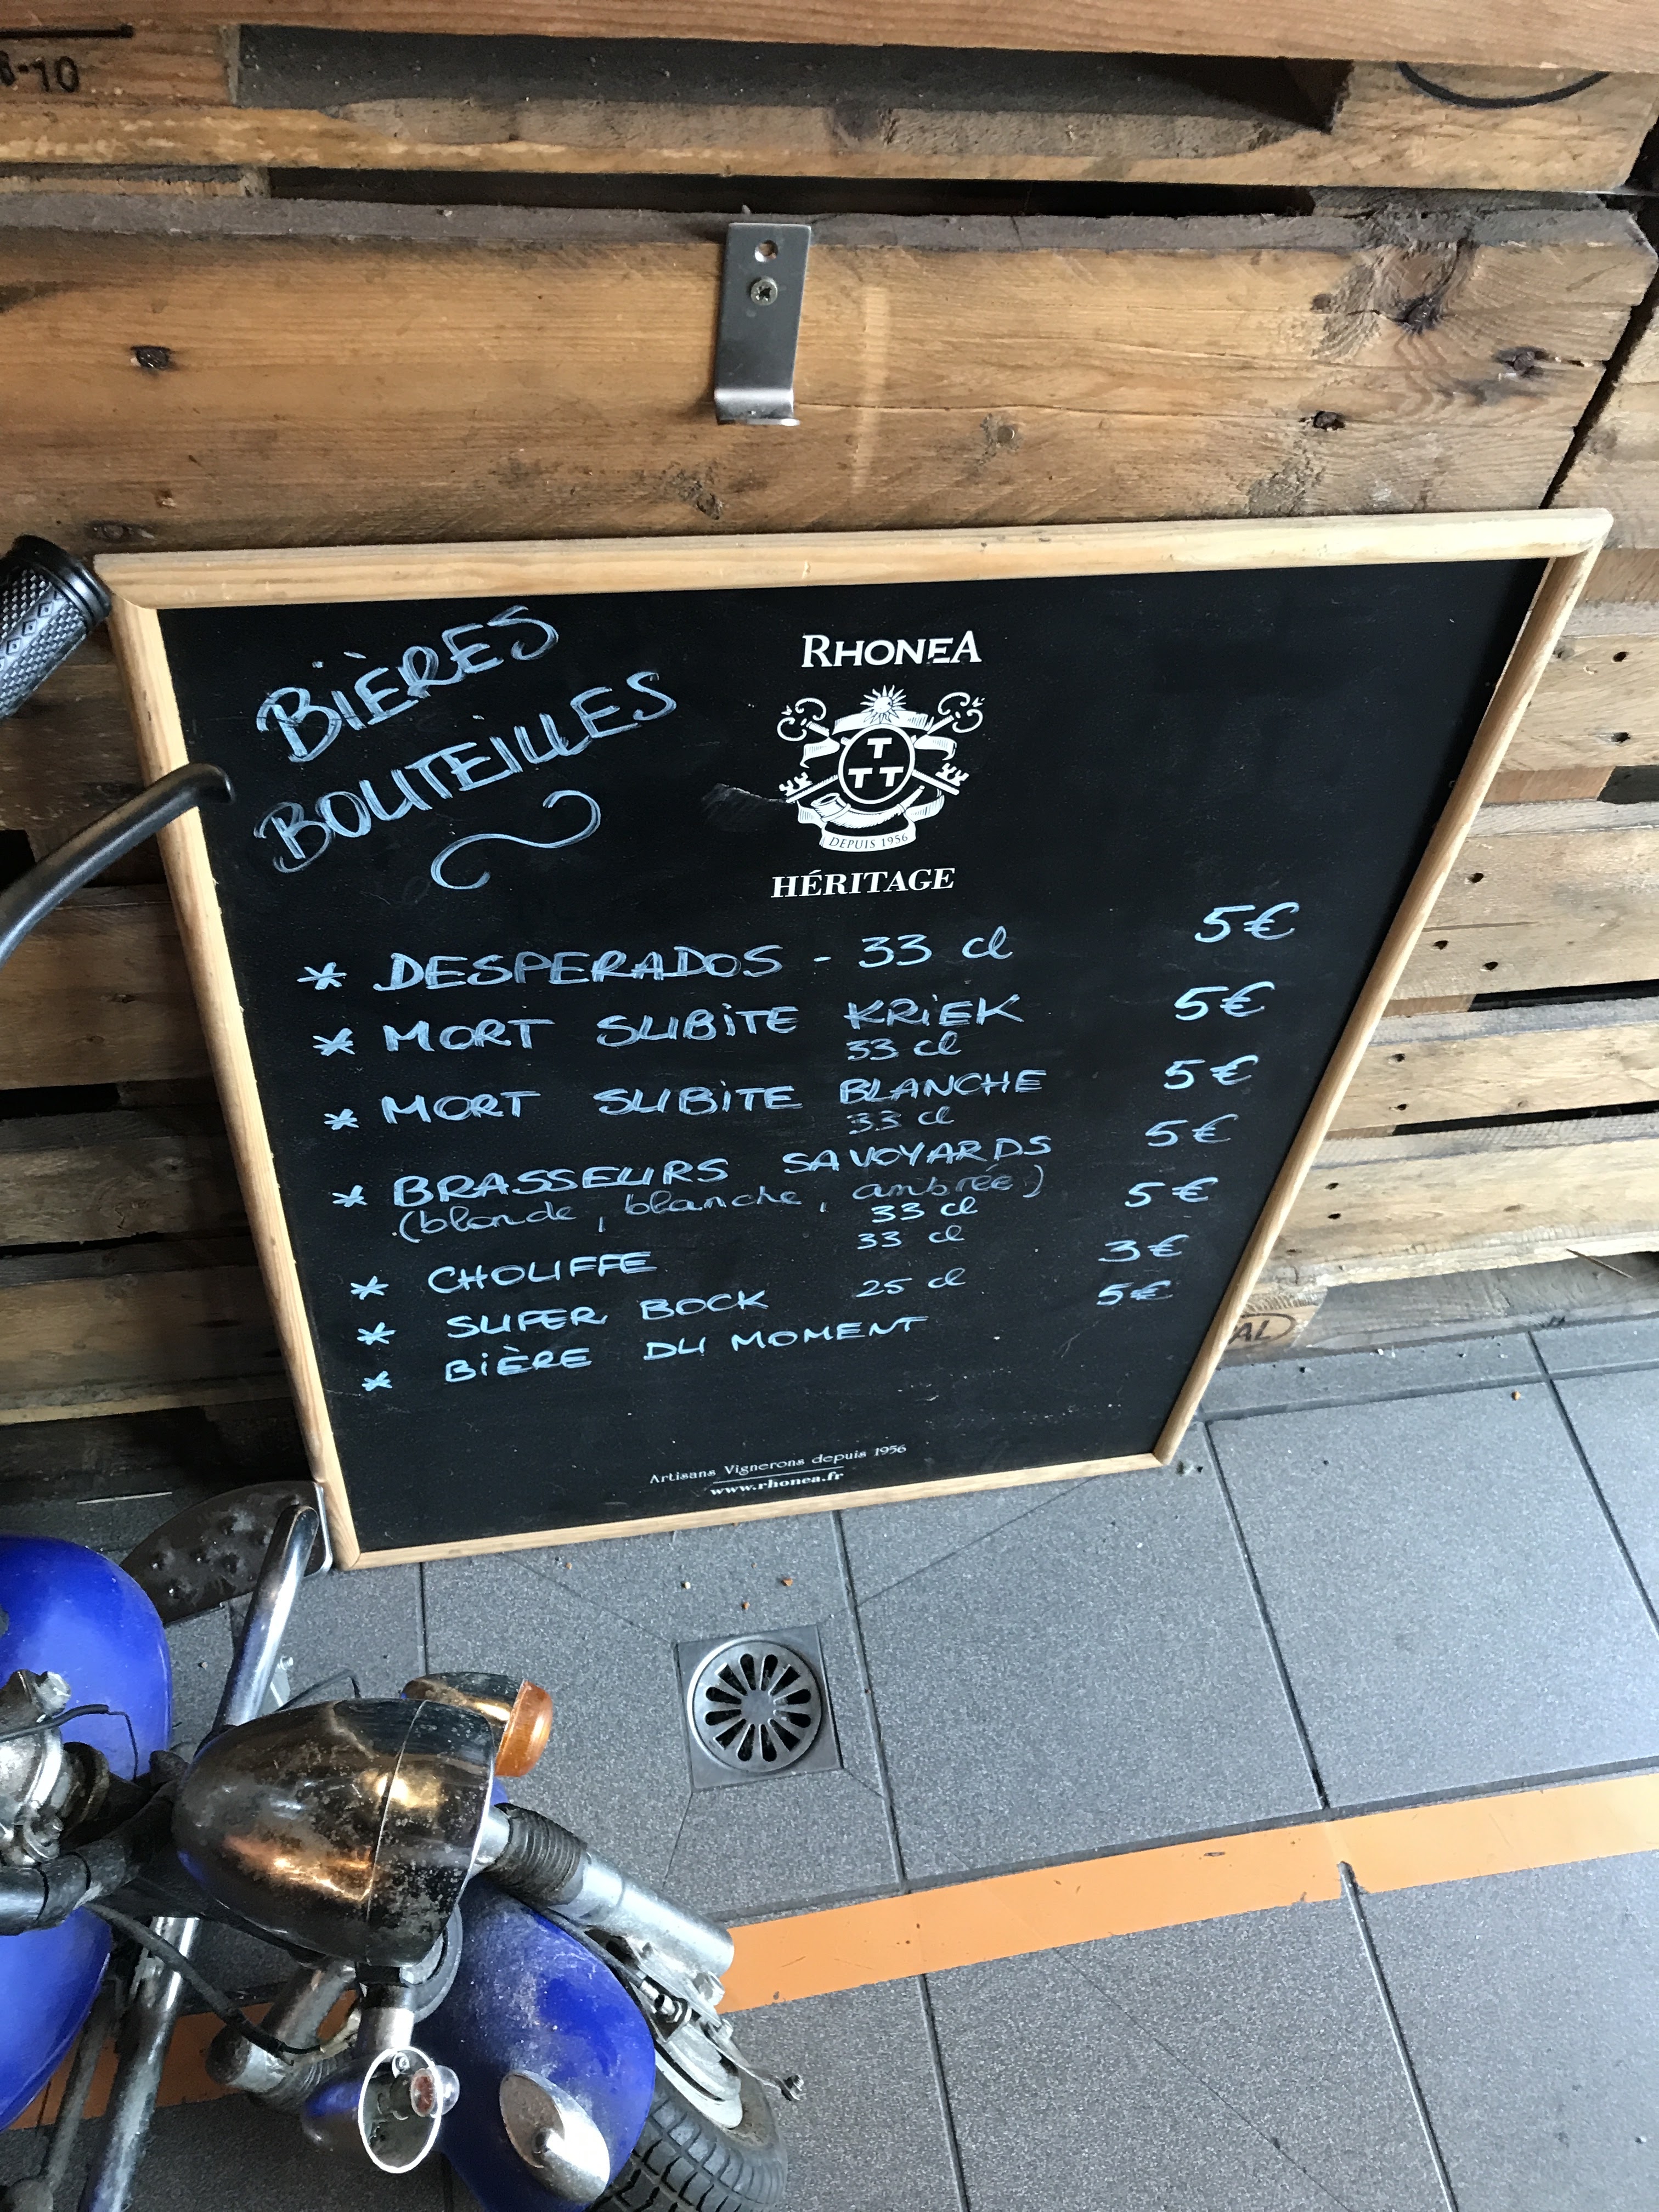 8-10
BIÈRES
BOUTEILLES
RHONEA
T
T T
DEPUIS 1956
HÉRITAGE
* DESPERADOS - 33 cl 5€
* MORT SUBITE KRIEK 5€
33 cl
* MORT SUBITE BLANCHE 5€
33 cl
* BRASSEURS SAVOYARDS 5€
(blonde, blanche, ambrée)
33 cl
33 cl
* CHOUFFE 5€
* SUPER BOCK 25 cl 3€
* BIÈRE DU MOMENT 5€
Artisans Vignerons depuis 1956
www.rhonea.fr